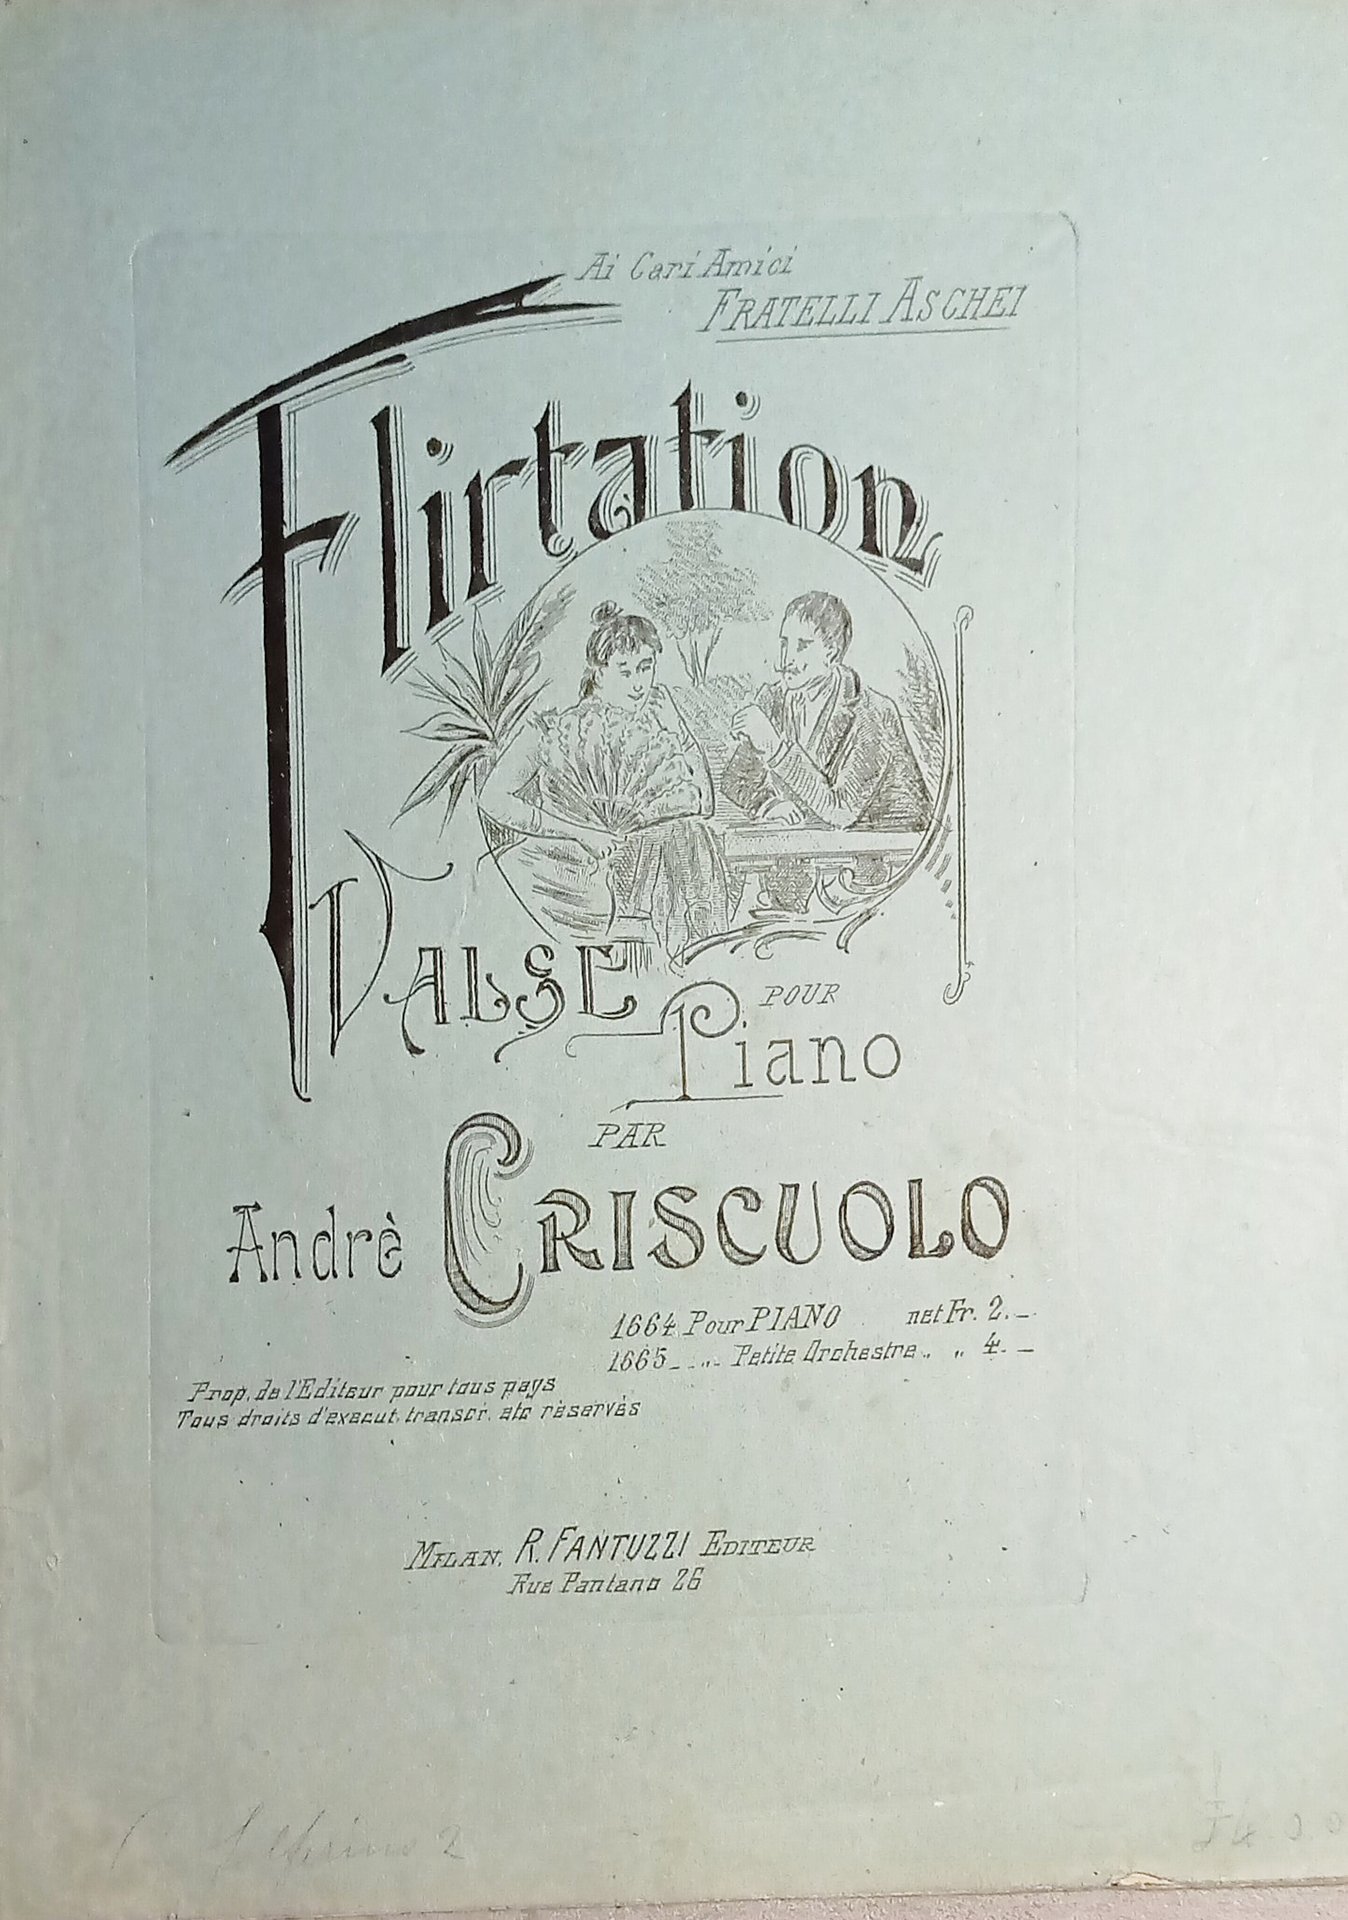 Ai Cari Amici
FRATELLI ASCHEI
Flirtation
VALSE
POUR
Piano
PAR
Andrè CRISCUOLO
1664 Pour PIANO net Fr. 2._
1665_ „ _ Petite Orchestre „ „ 4._
Prop. de l'Editeur pour tous pays
Tous droits d'execut. transcr. etc rèservès
MILAN, R. FANTUZZI EDITEUR
Rue Pantano 26